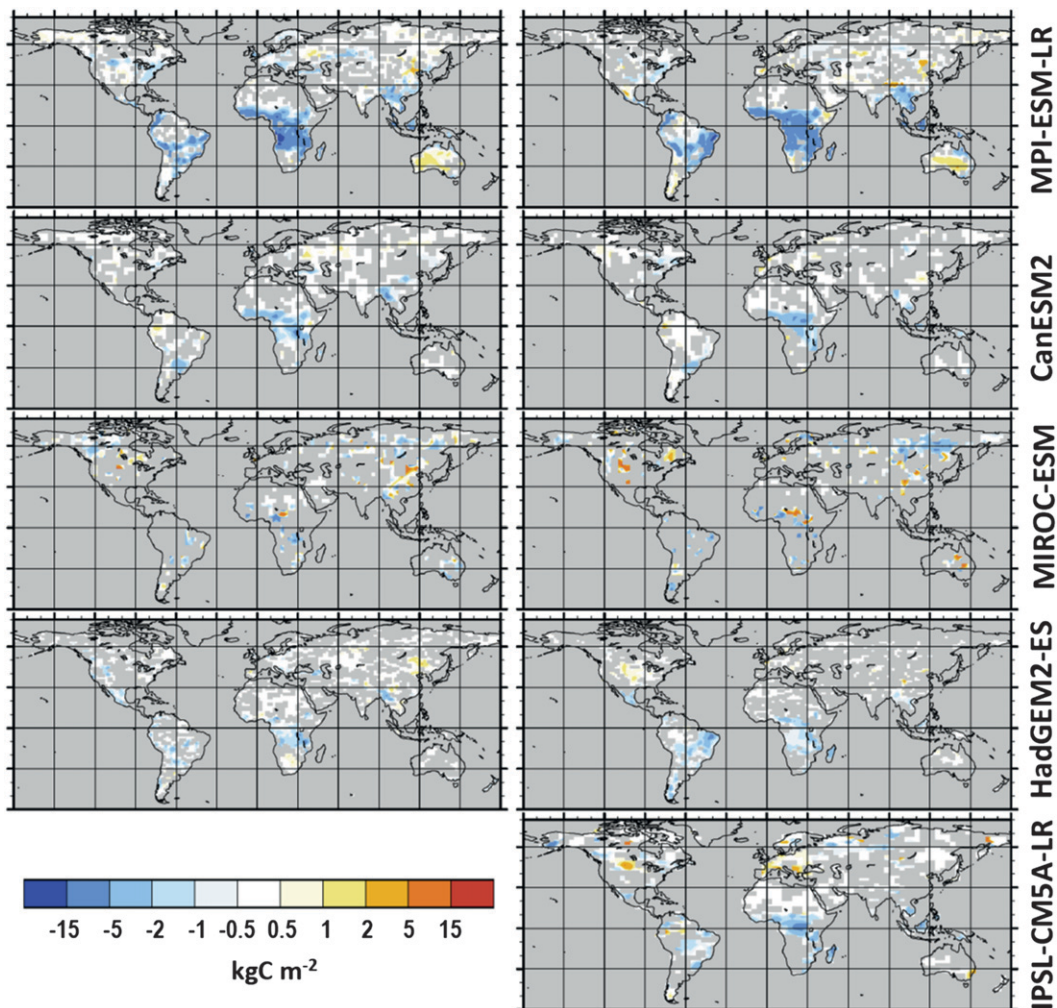 MPI-ESM-LR
CanESM2
MIROC-ESM
HadGEM2-ES
IPSL-CM5A-LR
-15 -5 -2 -1 -0.5 0.5 1 2 5 15
kgC m⁻²